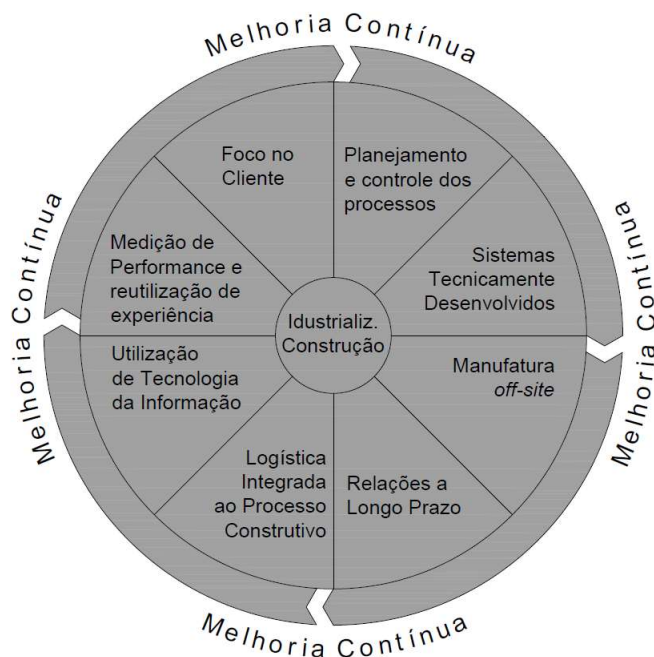 Melhoria Contínua
Foco no
Cliente
Planejamento
e controle dos
processos
Sistemas
Tecnicamente
Desenvolvidos
Manufatura
off-site
Relações a
Longo Prazo
Logística
Integrada
ao Processo
Construtivo
Utilização
de Tecnologia
da Informação
Medição de
Performance e
reutilização de
experiência
Idustrializ.
Construção
Melhoria Contínua
Melhoria Contínua
Melhoria Contínua
Melhoria Contínua